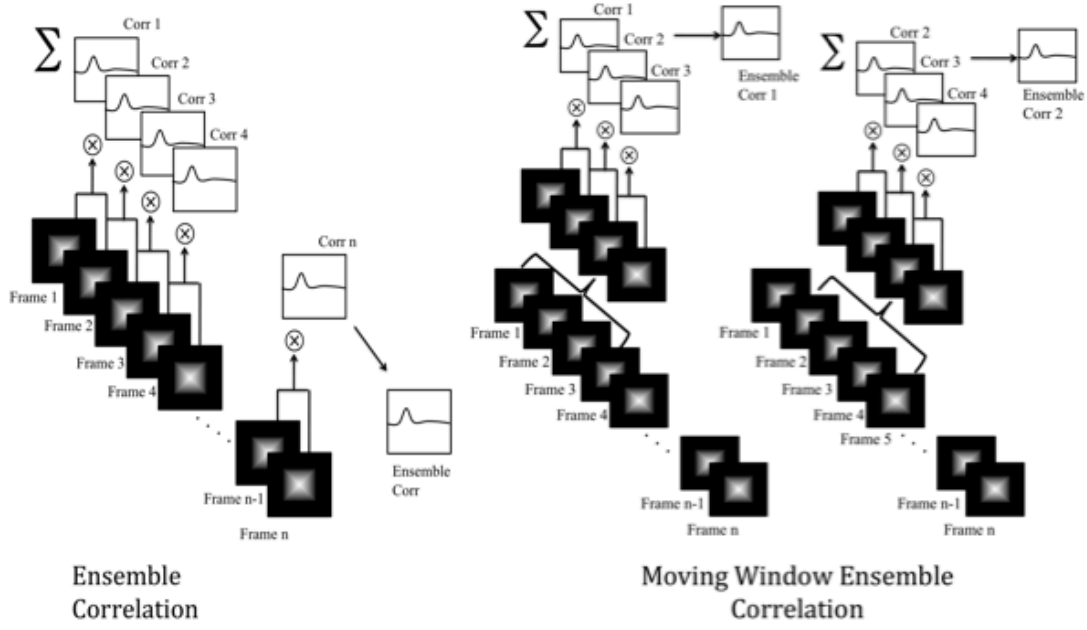 ∑
Corr 1
Corr 2
Corr 3
Corr 4
Frame 1
Frame 2
Frame 3
Frame 4
Corr n
Ensemble
Corr
Frame n-1
Frame n
Ensemble
Correlation
∑
Corr 1
Corr 2
Corr 3
Ensemble
Corr 1
Frame 1
Frame 2
Frame 3
Frame 4
Frame n-1
Frame n
∑
Corr 2
Corr 3
Corr 4
Ensemble
Corr 2
Frame 1
Frame 2
Frame 3
Frame 4
Frame 5
Frame n-1
Frame n
Moving Window Ensemble
Correlation